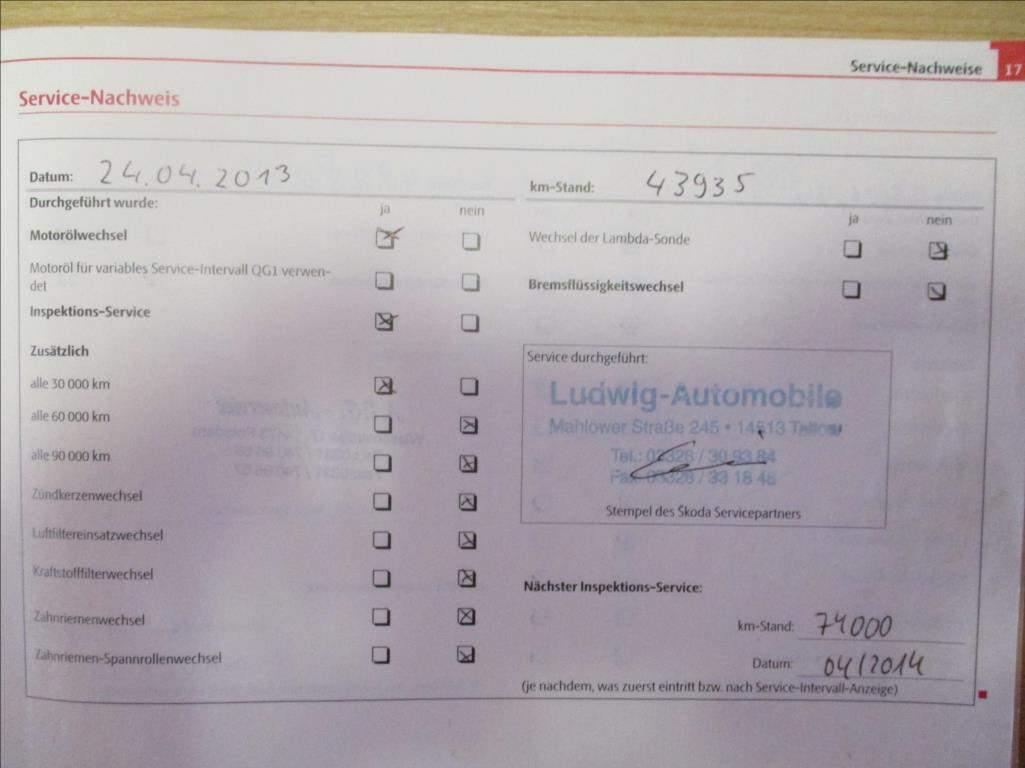 Service-Nachweise 17
Service-Nachweis
Datum: 24.04.2013
km-Stand: 43935
Durchgeführt wurde:
ja nein
ja nein
Motorölwechsel
Wechsel der Lambda-Sonde
Motoröl für variables Service-Intervall QG1 verwen-
det
Bremsflüssigkeitswechsel
Inspektions-Service
Zusätzlich
alle 30 000 km
alle 60 000 km
alle 90 000 km
Zündkerzenwechsel
Luftfiltereinsatzwechsel
Kraftstofffilterwechsel
Zahnriemenwechsel
Zahnriemen-Spannrollenwechsel
Service durchgeführt:
Ludwig-Automobile
Mahlower Straße 245 • 14513 Teltow
Tel.: 03328 / 30 93 84
Fax: 03328 / 33 18 48
Stempel des Škoda Servicepartners
Nächster Inspektions-Service:
km-Stand: 74000
Datum: 04/2014
(je nachdem, was zuerst eintritt bzw. nach Service-Intervall-Anzeige)